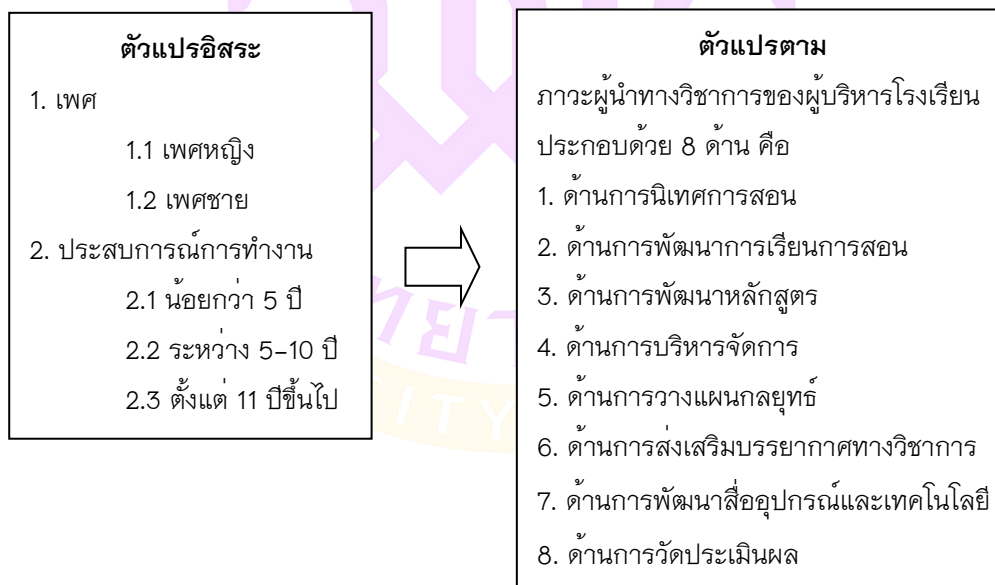 ตัวแปรอิสระ
1. เพศ
1.1 เพศหญิง
1.2 เพศชาย
2. ประสบการณ์การทำงาน
2.1 น้อยกว่า 5 ปี
2.2 ระหว่าง 5-10 ปี
2.3 ตั้งแต่ 11 ปีขึ้นไป
ตัวแปรตาม
ภาวะผู้นำทางวิชาการของผู้บริหารโรงเรียน
ประกอบด้วย 8 ด้าน คือ
1. ด้านการนิเทศการสอน
2. ด้านการพัฒนาการเรียนการสอน
3. ด้านการพัฒนาหลักสูตร
4. ด้านการบริหารจัดการ
5. ด้านการวางแผนกลยุทธ์
6. ด้านการส่งเสริมบรรยากาศทางวิชาการ
7. ด้านการพัฒนาสื่ออุปกรณ์และเทคโนโลยี
8. ด้านการวัดประเมินผล